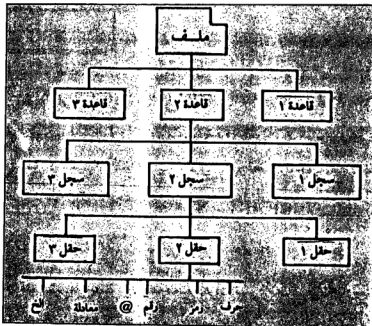 ملف
قاعدة ١ قاعدة ٢ قاعدة ٣
سجل ١ سجل ٢ سجل ٣
حقل ١ حقل ٢ حقل ٣
حرف رمز رقم @ معادلة إلخ